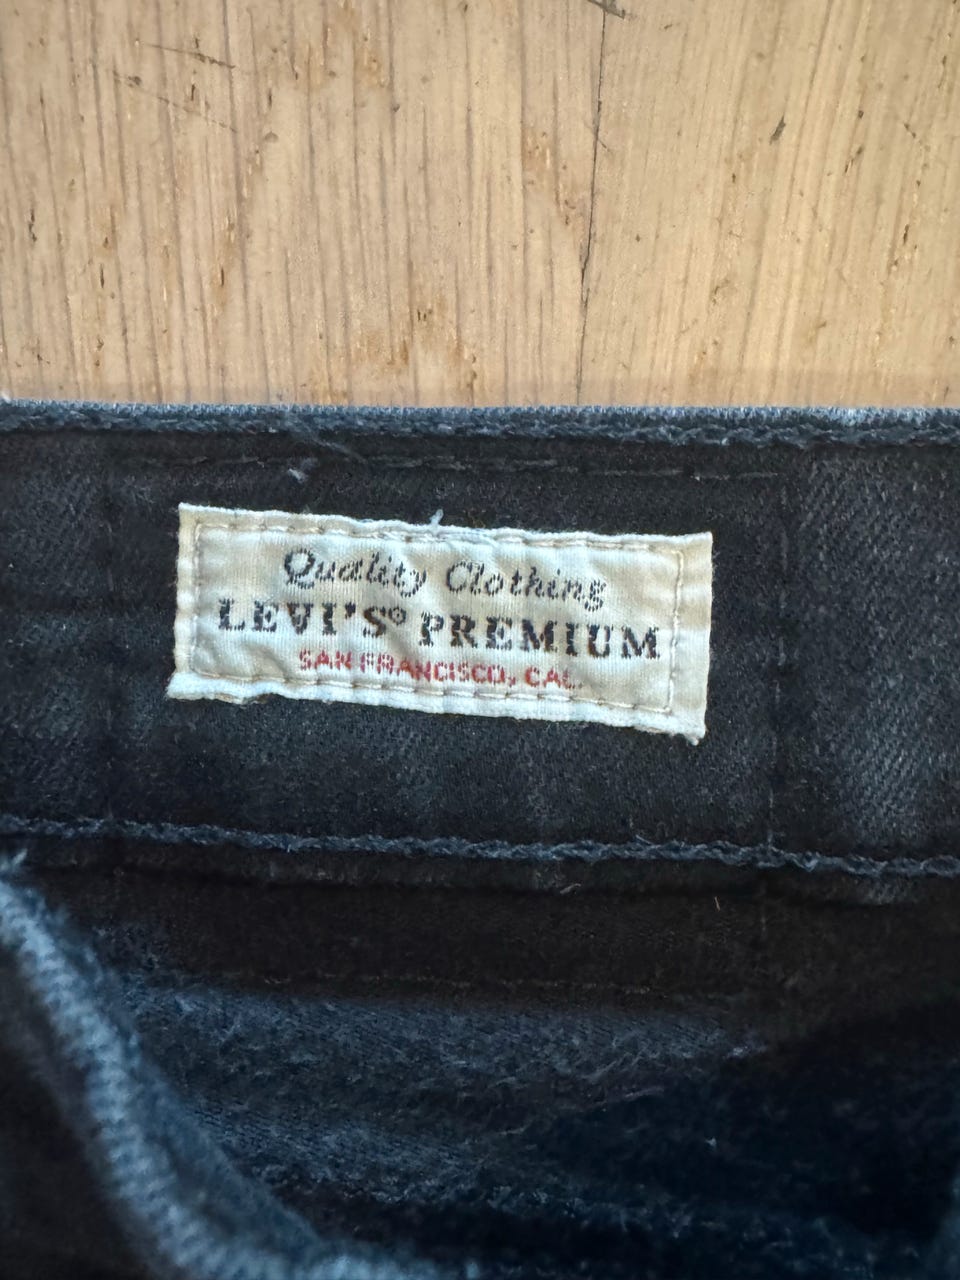 Quality Clothing
LEVI'S® PREMIUM
SAN FRANCISCO, CAL.